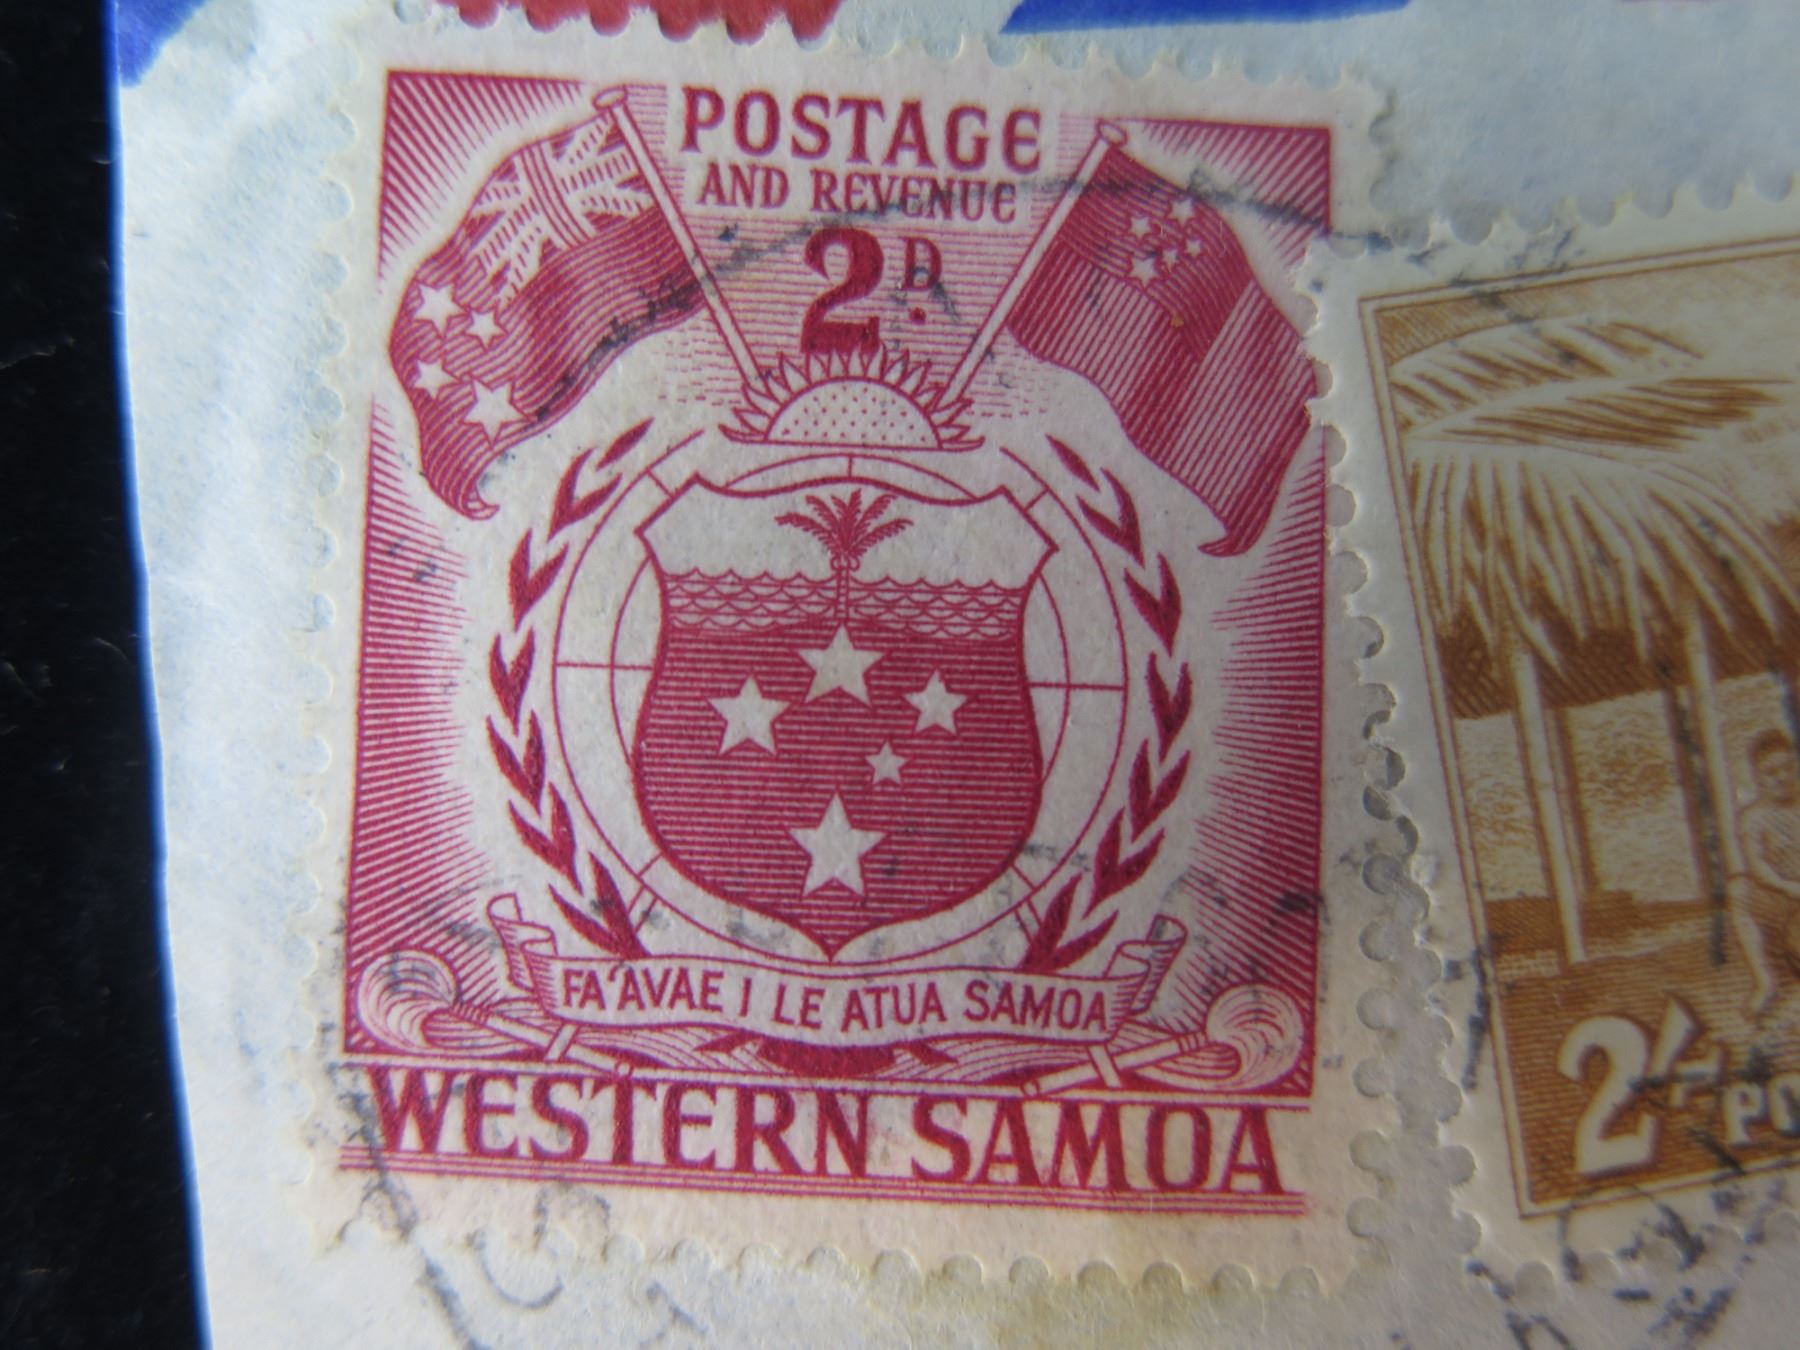 POSTAGE
AND REVENUE
2D.
FA'AVAE I LE ATUA SAMOA
WESTERN SAMOA
2/-